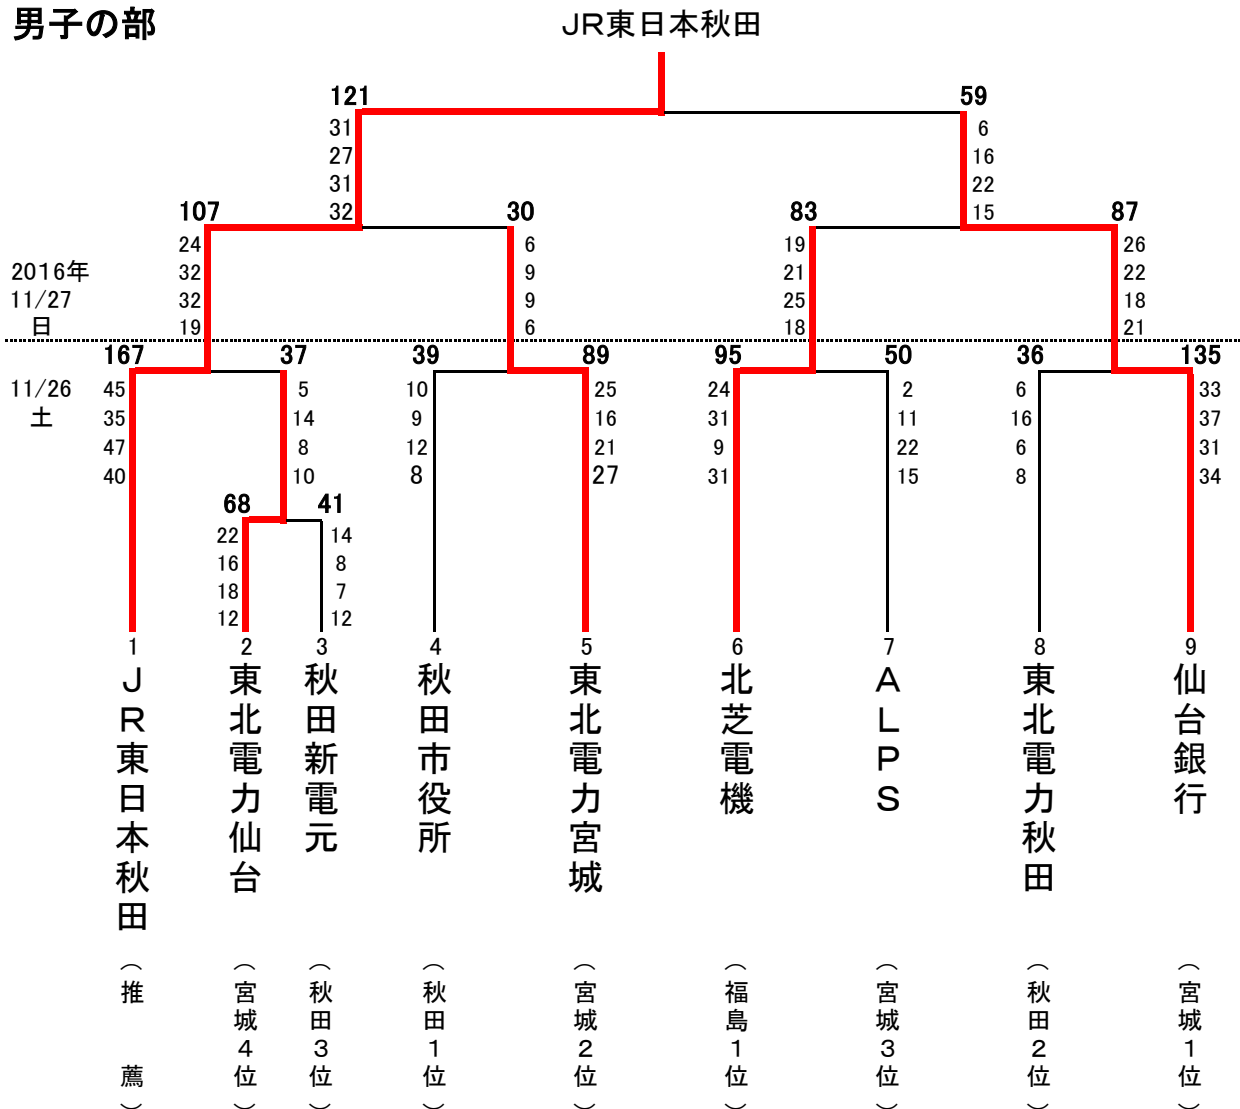 男子の部
JR東日本秋田
121 59
31 6
27 16
31 22
32 15
107 30 83 87
24 6 19 26
2016年 32 9 21 22
11/27 32 9 25 18
日 19 6 18 21
167 37 39 89 95 50 36 135
11/26 45 5 10 25 24 2 6 33
土 35 14 9 16 31 11 16 37
47 8 12 21 9 22 6 31
40 10 8 27 31 15 8 34
68 41
22 14
16 8
18 7
12 12
1 2 3 4 5 6 7 8 9
JR東日本秋田
東北電力仙台
秋田新電元
秋田市役所
東北電力宮城
北芝電機
ALPS
東北電力秋田
仙台銀行
(推薦)
(宮城4位)
(秋田3位)
(秋田1位)
(宮城2位)
(福島1位)
(宮城3位)
(秋田2位)
(宮城1位)